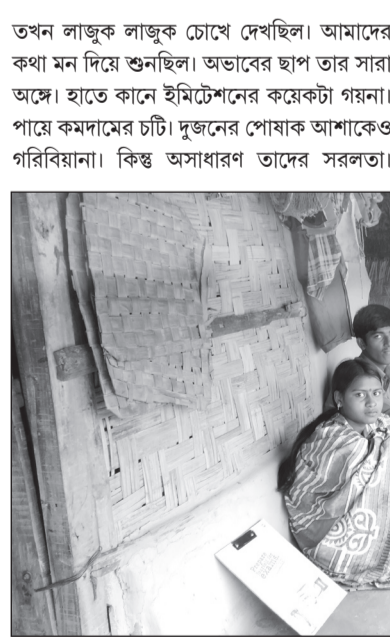 তখন লাজুক লাজুক চোখে দেখছিল। আমাদের
কথা মন দিয়ে শুনছিল। অভাবের ছাপ তার সারা
অঙ্গে। হাতে কানে ইমিটেশনের কয়েকটা গয়না।
পায়ে কমদামের চটি। দুজনের পোষাক আশাকেও
গরিবিয়ানা। কিন্তু অসাধারণ তাদের সরলতা।